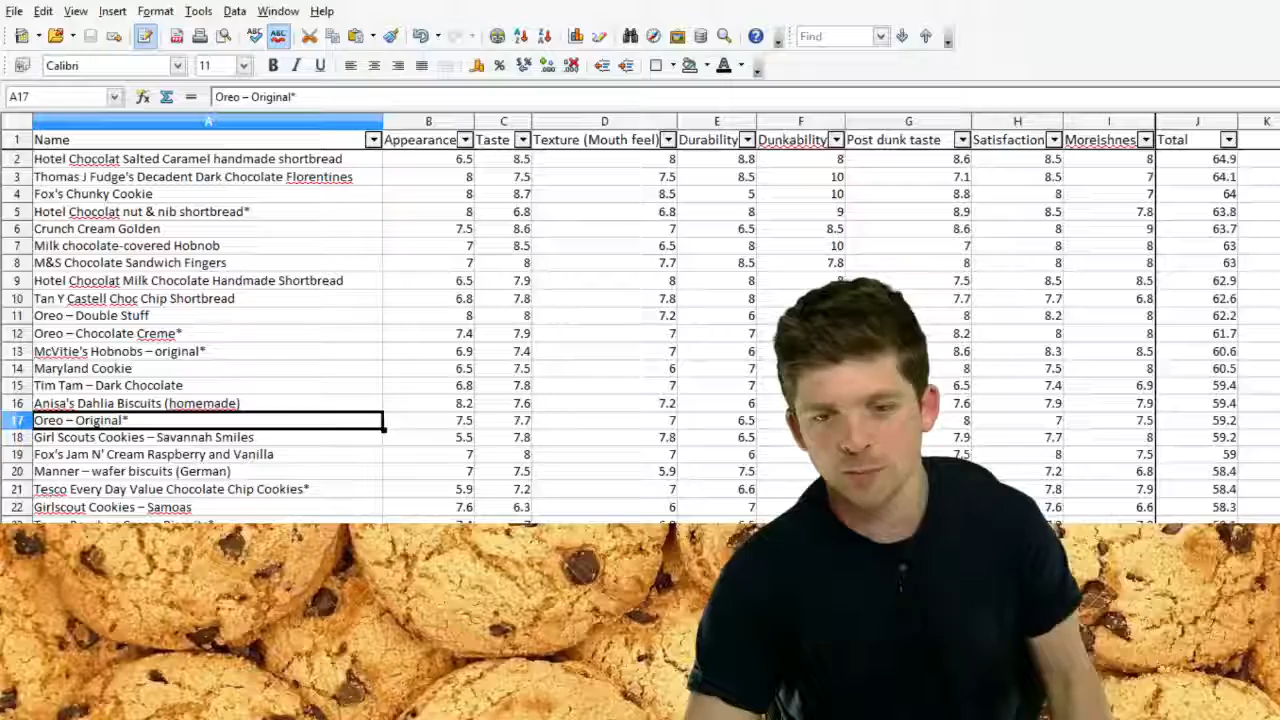 File Edit View Insert Format Tools Data Window Help
Find
Calibri 11 B I U
A17 Oreo – Original*
A B C D E F G H I J K
1 Name Appearance Taste Texture (Mouth feel) Durability Dunkability Post dunk taste Satisfaction Moreishnes Total
2 Hotel Chocolat Salted Caramel handmade shortbread 6.5 8.5 8 8.8 8 8.6 8.5 8 64.9
3 Thomas J Fudge's Decadent Dark Chocolate Florentines 8 7.5 7.5 8.5 10 7.1 8.5 7 64.1
4 Fox's Chunky Cookie 8 8.7 8.5 5 10 8.8 8 7 64
5 Hotel Chocolat nut & nib shortbread* 8 6.8 6.8 8 9 8.9 8.5 7.8 63.8
6 Crunch Cream Golden 7.5 8.6 7 6.5 8.5 8.6 8 9 63.7
7 Milk chocolate-covered Hobnob 7 8.5 6.5 8 10 7 8 8 63
8 M&S Chocolate Sandwich Fingers 7 8 7.7 8.5 7.8 8 8 8 63
9 Hotel Chocolat Milk Chocolate Handmade Shortbread 6.5 7.9 8 8 7.5 8.5 8.5 62.9
10 Tan Y Castell Choc Chip Shortbread 6.8 7.8 7.8 8 7.7 7.7 6.8 62.6
11 Oreo – Double Stuff 8 8 7.2 6 8 8.2 8 62.2
12 Oreo – Chocolate Creme* 7.4 7.9 7 7 8.2 8 8 61.7
13 McVitie's Hobnobs – original* 6.9 7.4 7 6 8.6 8.3 8.5 60.6
14 Maryland Cookie 6.5 7.5 6 7 8 8 8 60.5
15 Tim Tam – Dark Chocolate 6.8 7.8 7 6 6.5 7.4 6.9 59.4
16 Anisa's Dahlia Biscuits (homemade) 8.2 7.6 7.2 6 7.6 7.9 7.9 59.4
17 Oreo – Original* 7.5 7.7 7 6.5 8 7 7.5 59.2
18 Girl Scouts Cookies – Savannah Smiles 5.5 7.8 7.8 6.5 7.9 7.7 8 59.2
19 Fox's Jam N' Cream Raspberry and Vanilla 7 8 7 6 7.5 8 7.5 59
20 Manner – wafer biscuits (German) 7 7.5 5.9 7.5 7.2 6.8 58.4
21 Tesco Every Day Value Chocolate Chip Cookies* 5.9 7.2 7 6.6 7.8 7.9 58.4
22 Girlscout Cookies – Samoas 7.6 6.3 6 7 7.6 6.6 58.3